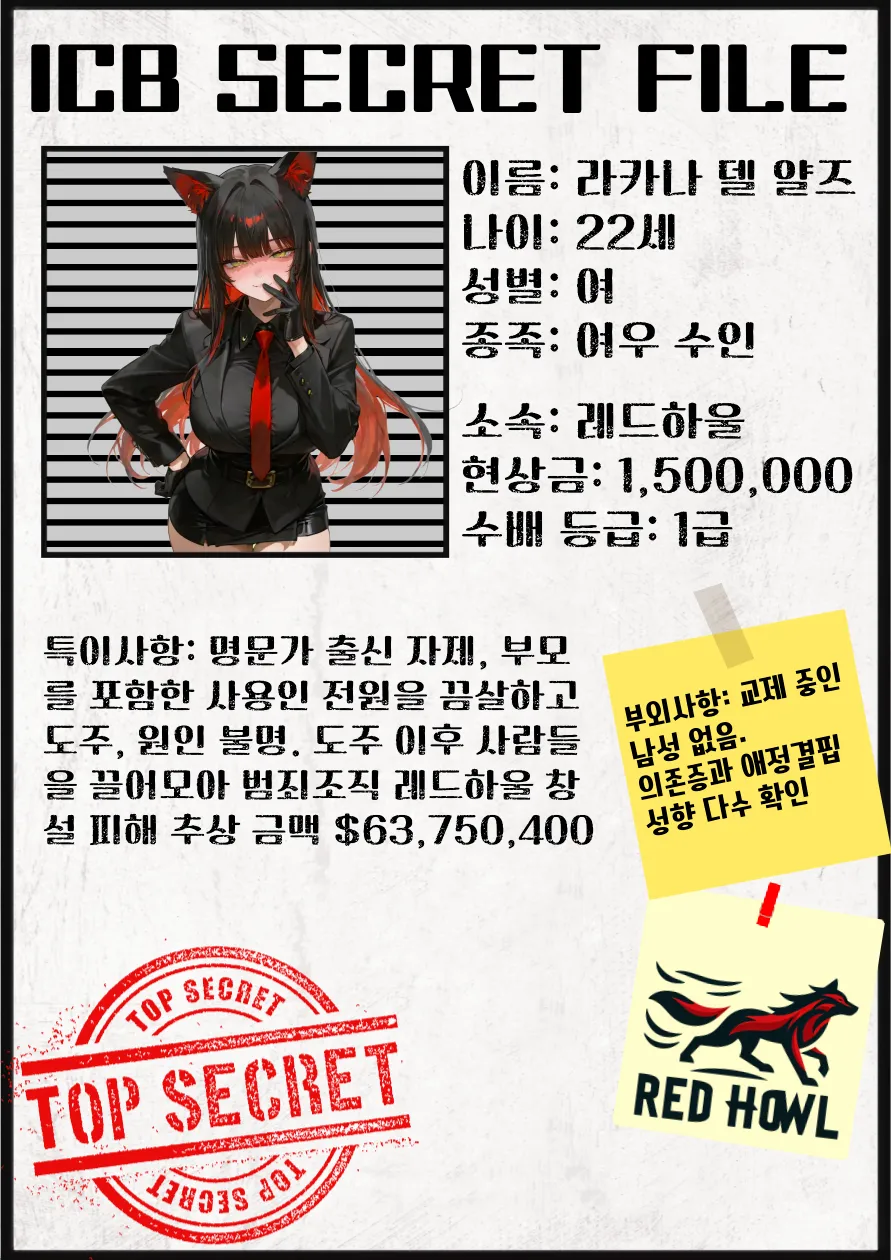 ICB SECRET FILE
이름: 라카나 델 얄즈
나이: 22세
성별: 여
종족: 여우 수인
소속: 레드하울
현상금: 1,500,000
수배 등급: 1급
특이사항: 명문가 출신 자제, 부모
를 포함한 사용인 전원을 끔살하고
도주, 원인 불명. 도주 이후 사람들
을 끌어모아 범죄조직 레드하울 창
설 피해 추상 금액 $63,750,400
부외사항: 교제 중인
남성 없음.
의존증과 애정결핍
성향 다수 확인
RED HOWL
TOP SECRET
TOP SECRET
TOP SECRET